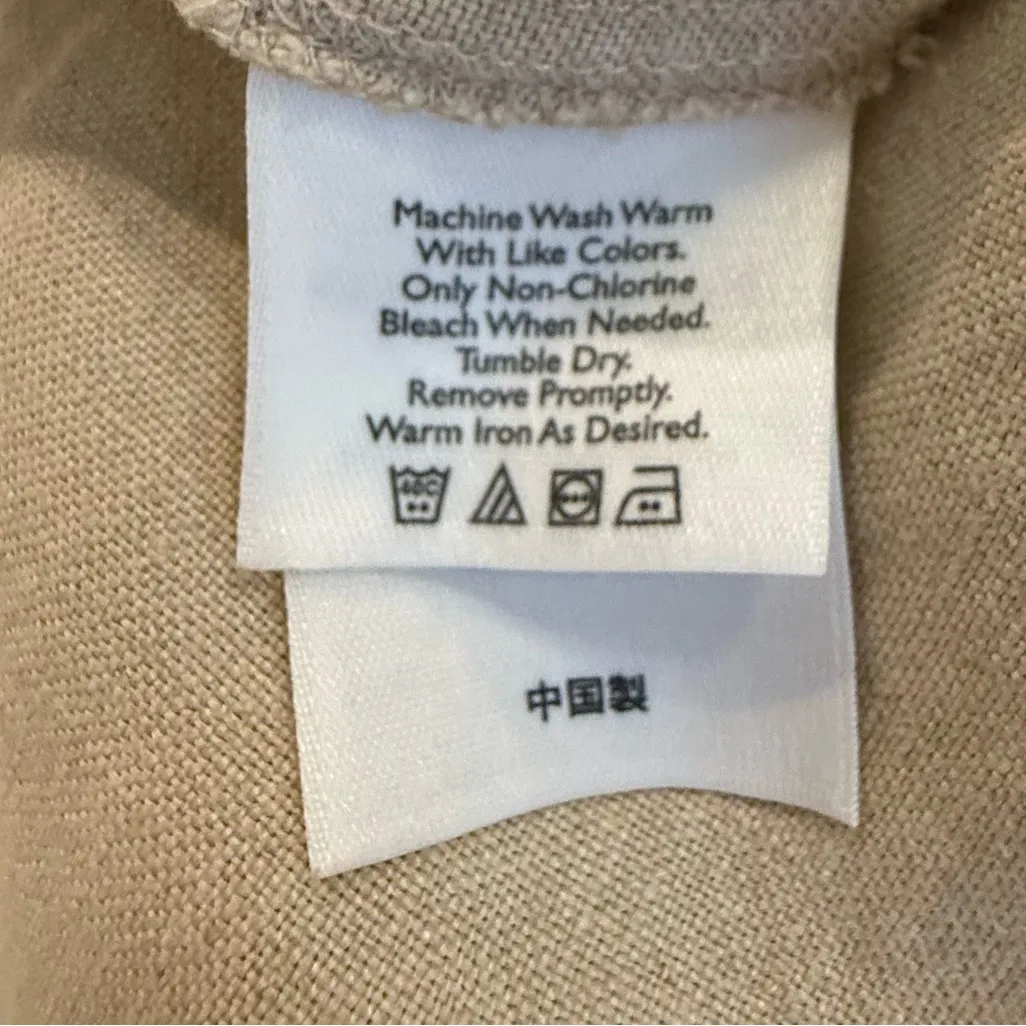 Machine Wash Warm
With Like Colors.
Only Non-Chlorine
Bleach When Needed.
Tumble Dry.
Remove Promptly.
Warm Iron As Desired.
40C
中国製